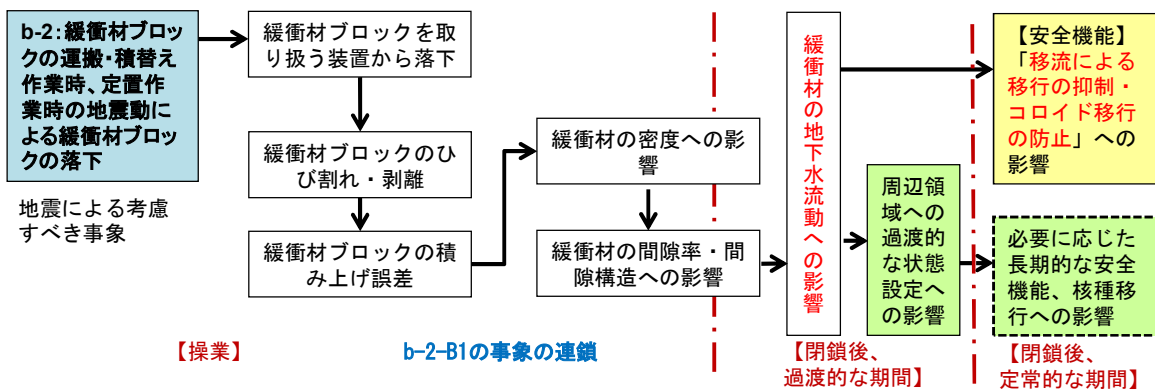 b-2:緩衝材ブロッ
クの運搬・積替え
作業時、定置作
業時の地震動に
よる緩衝材ブロッ
クの落下
地震による考慮
すべき事象
緩衝材ブロックを取
り扱う装置から落下
緩衝材ブロックのひ
び割れ・剥離
緩衝材ブロックの積
み上げ誤差
緩衝材の密度への影
響
緩衝材の間隙率・間
隙構造への影響
緩衝材の地下水流動への影響
周辺領
域への
過渡的
な状態
設定へ
の影響
【安全機能】
「移流による
移行の抑制・
コロイド移行
の防止」への
影響
必要に応じた
長期的な安全
機能、核種移
行への影響
【操業】
b-2-B1の事象の連鎖
【閉鎖後、
過渡的な期間】
【閉鎖後、
定常的な期間】